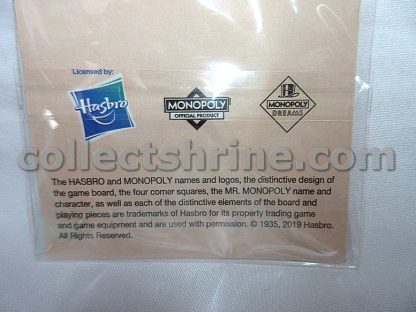 Licensed by:
Hasbro
MONOPOLY
OFFICIAL PRODUCT
MONOPOLY
DREAMS
collectshrine.com
The HASBRO and MONOPOLY names and logos, the distinctive design of
the game board, the four corner squares, the MR. MONOPOLY name and
character, as well as each of the distinctive elements of the board and
playing pieces are trademarks of Hasbro for its property trading game
and game equipment and are used with permission. © 1935, 2019 Hasbro.
All Rights Reserved.